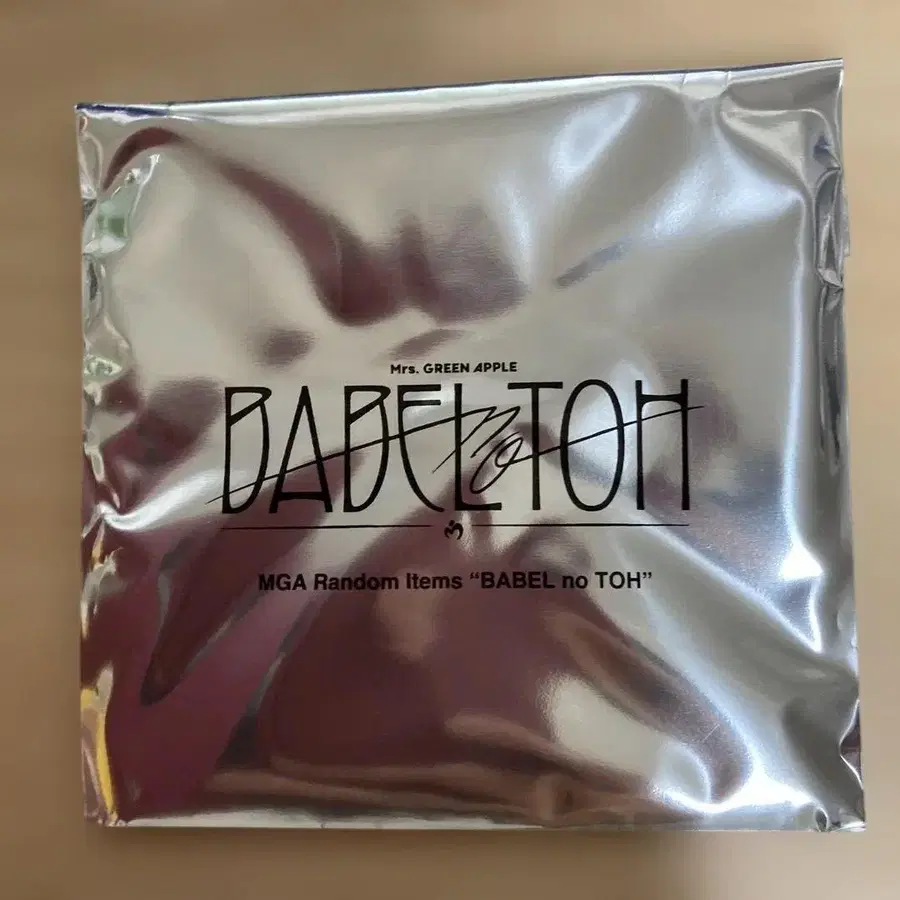 Mrs. GREEN APPLE
BABEL no TOH
MGA Random Items “BABEL no TOH”